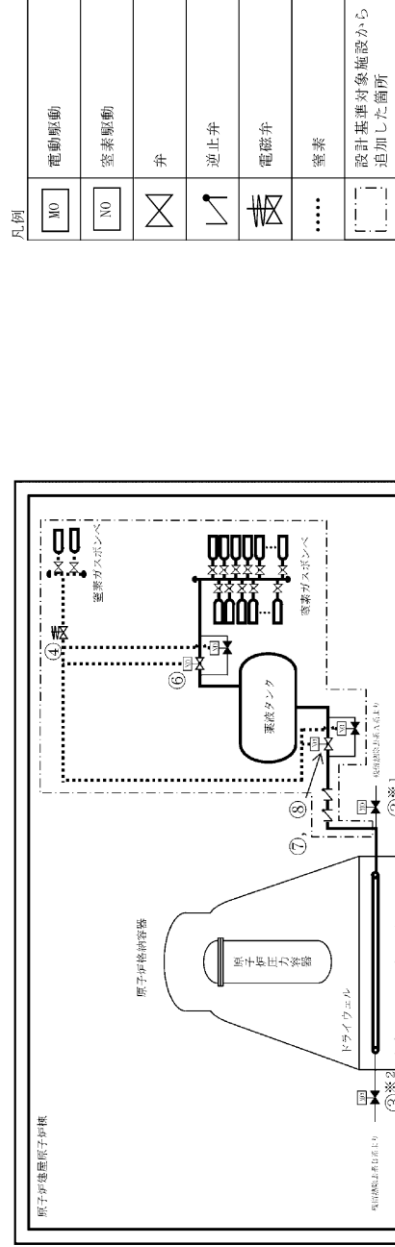 凡例
MO
電動駆動
NO
窒素駆動
弁
逆止弁
電磁弁
窒素
設計基準対象施設から
追加した箇所
原子炉建屋原子炉棟
原子炉格納容器
原子炉圧力容器
ドライウェル
④
窒素ガスボンベ
⑥
窒素ガスボンベ
薬液タンク
⑦,
⑧
③※2